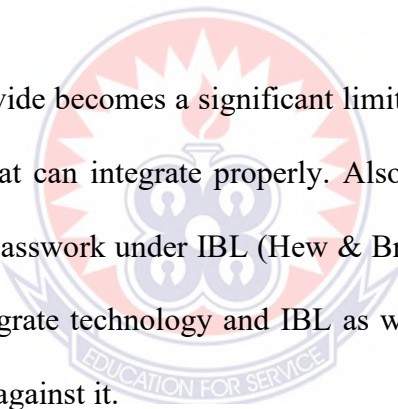 vide becomes a significant limit
at can integrate properly. Also
asswork under IBL (Hew & Br
grate technology and IBL as w
EDUCATION FOR SERVICE
against it.